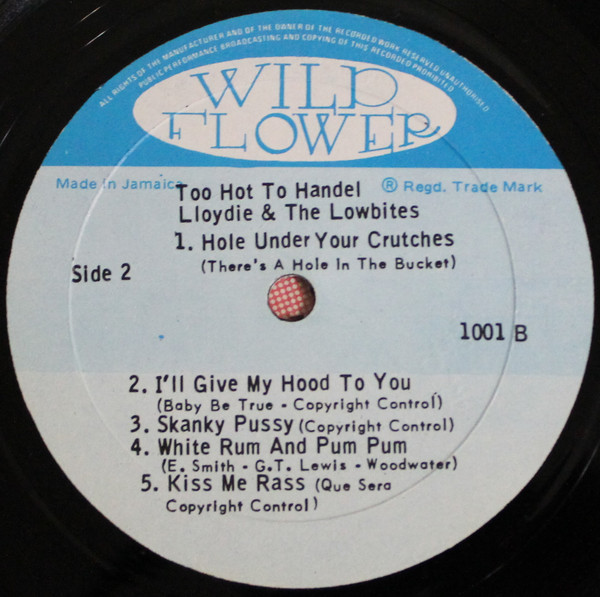 ALL RIGHTS OF THE MANUFACTURER AND OF THE OWNER OF THE RECORDED WORK RESERVED UNAUTHORISED
PUBLIC PERFORMANCE BROADCASTING AND COPYING OF THIS RECORDED PROHIBITED
WILD
FLOWER
Made in Jamaica
® Regd. Trade Mark
Too Hot To Handel
Lloydie & The Lowbites
1. Hole Under Your Crutches
(There's A Hole In The Bucket)
Side 2
1001 B
2. I'll Give My Hood To You
(Baby Be True - Copyright Control)
3. Skanky Pussy (Copyright Control)
4. White Rum And Pum Pum
(E. Smith - G.T. Lewis - Woodwater)
5. Kiss Me Rass (Que Sera
Copyright Control)